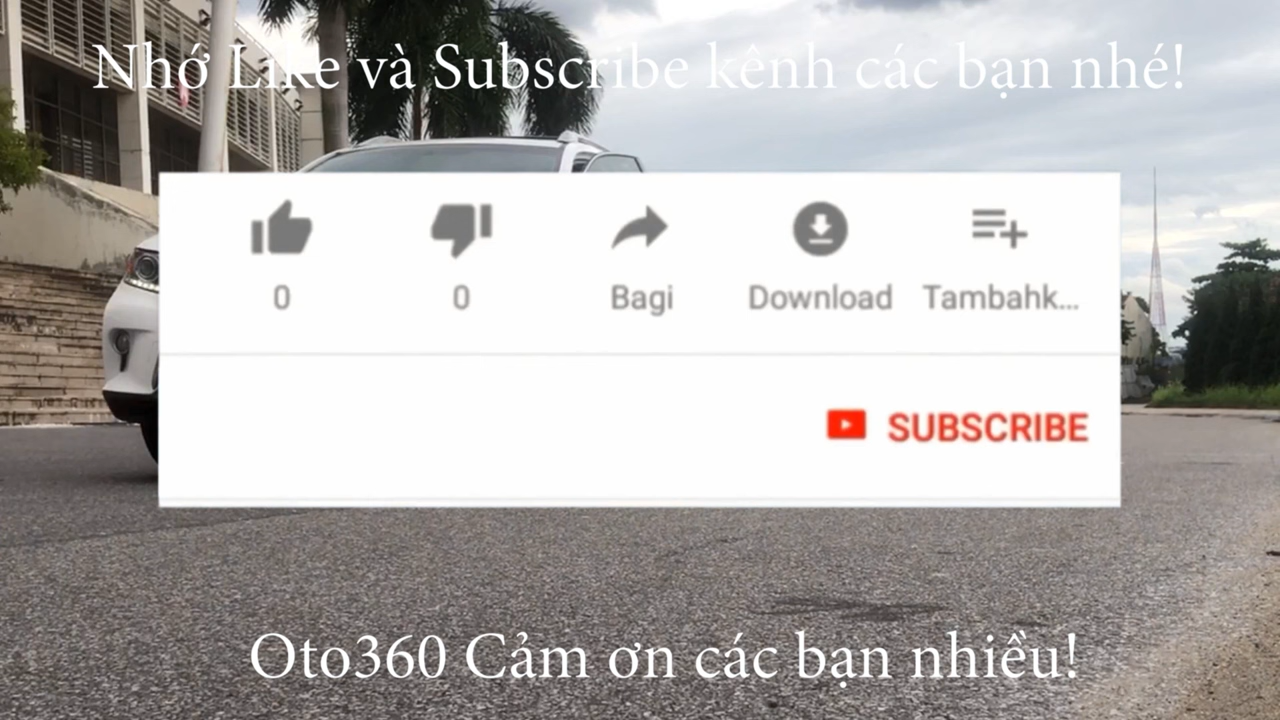 Nhớ Like và Subscribe kênh các bạn nhé!
0 0 Bagi Download Tambahk...
SUBSCRIBE
Oto360 Cảm ơn các bạn nhiều!